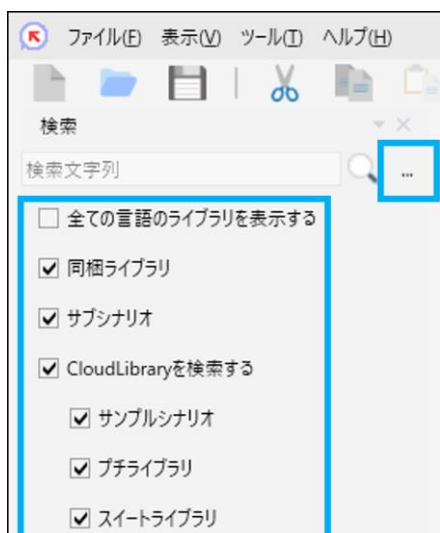 ファイル(F) 表示(V) ツール(T) ヘルプ(H)
検索
検索文字列 ...
全ての言語のライブラリを表示する
同梱ライブラリ
サブシナリオ
CloudLibraryを検索する
サンプルシナリオ
プチライブラリ
スイートライブラリ